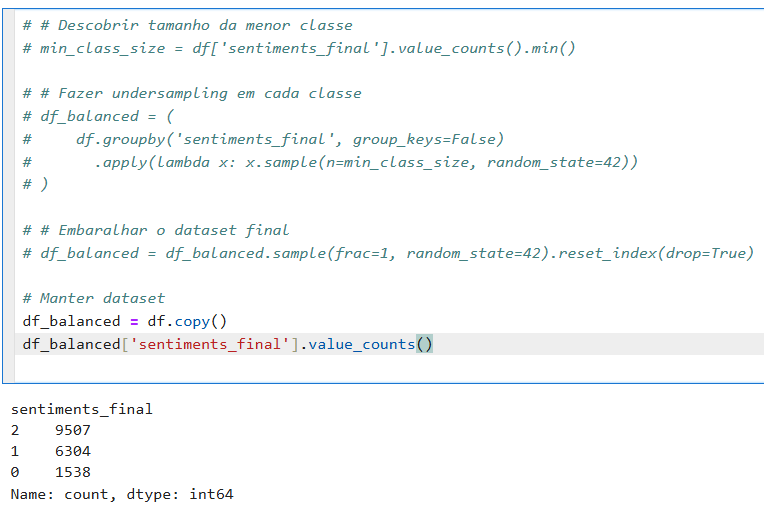 # # Descobrir tamanho da menor classe
# min_class_size = df['sentiments_final'].value_counts().min()
# # Fazer undersampling em cada classe
# df_balanced = (
#     df.groupby('sentiments_final', group_keys=False)
#       .apply(lambda x: x.sample(n=min_class_size, random_state=42))
# )
# # Embaralhar o dataset final
# df_balanced = df_balanced.sample(frac=1, random_state=42).reset_index(drop=True)
# Manter dataset
df_balanced = df.copy()
df_balanced['sentiments_final'].value_counts()
sentiments_final
2    9507
1    6304
0    1538
Name: count, dtype: int64